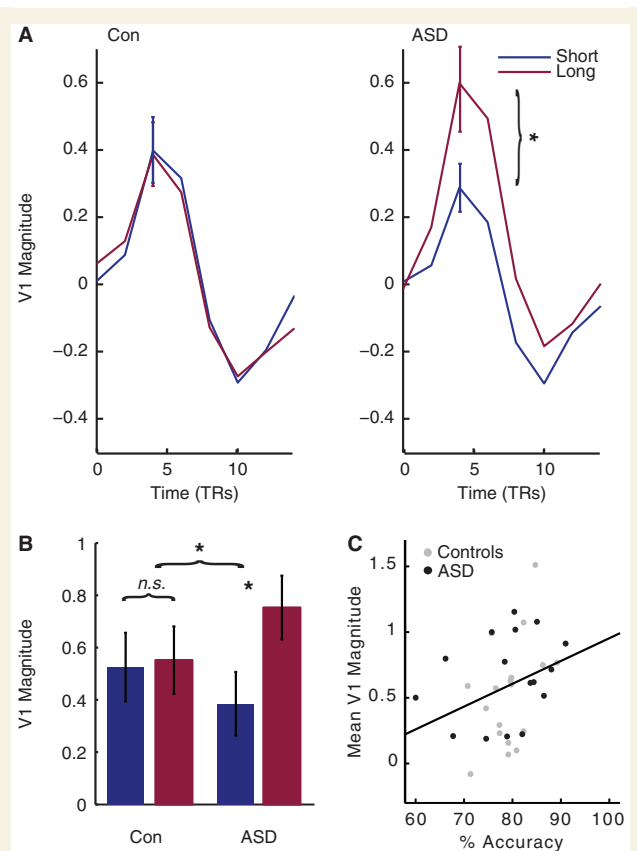 A
Con
ASD
Short
Long
*
V1 Magnitude
0.6
0.4
0.2
0
−0.2
−0.4
0
5
10
Time (TRs)
0.6
0.4
0.2
0
−0.2
−0.4
0
5
10
Time (TRs)
B
V1 Magnitude
1
0.8
0.6
0.4
0.2
0
*
n.s.
*
Con
ASD
C
Controls
ASD
Mean V1 Magnitude
1.5
1
0.5
0
60
70
80
90
100
% Accuracy